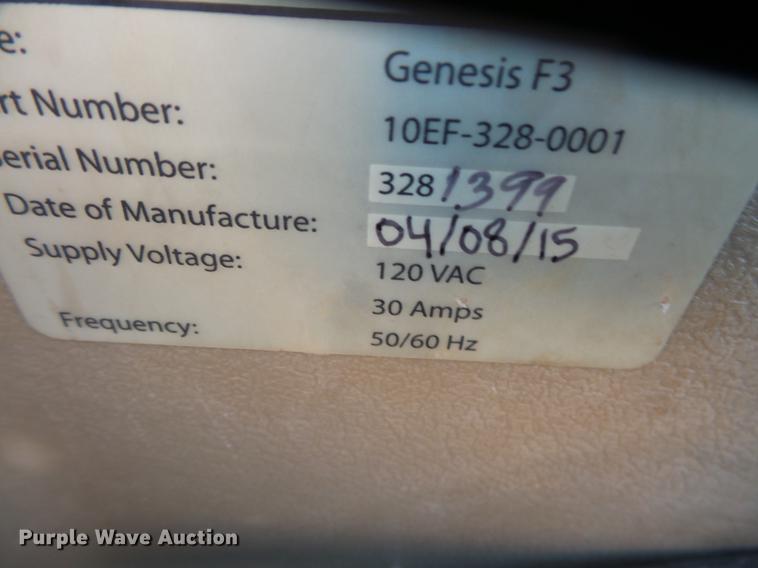 e: Genesis F3
rt Number: 10EF-328-0001
erial Number: 3281399
Date of Manufacture: 04/08/15
Supply Voltage: 120 VAC
30 Amps
Frequency: 50/60 Hz
Purple Wave Auction